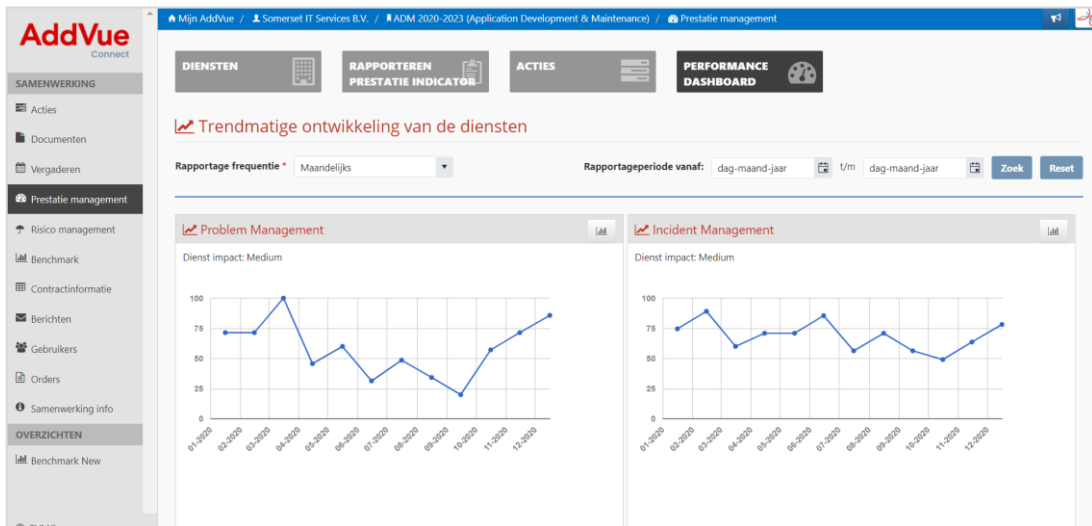 AddVue
Connect
Mijn AddVue / Somerset IT Services B.V. / ADM 2020-2023 (Application Development & Maintenance) / Prestatie management
SAMENWERKING
Acties
Documenten
Vergaderen
Prestatie management
Risico management
Benchmark
Contractinformatie
Berichten
Gebruikers
Orders
Samenwerking info
OVERZICHTEN
Benchmark New
DIENSTEN
RAPPORTEREN
PRESTATIE INDICATOR
ACTIES
PERFORMANCE
DASHBOARD
Trendmatige ontwikkeling van de diensten
Rapportage frequentie * Maandelijks
Rapportageperiode vanaf: dag-maand-jaar t/m dag-maand-jaar Zoek Reset
Problem Management
Dienst impact: Medium
100
75
50
25
0
01-2020 02-2020 03-2020 04-2020 05-2020 06-2020 07-2020 08-2020 09-2020 10-2020 11-2020 12-2020
Incident Management
Dienst impact: Medium
100
75
50
25
0
01-2020 02-2020 03-2020 04-2020 05-2020 06-2020 07-2020 08-2020 09-2020 10-2020 11-2020 12-2020